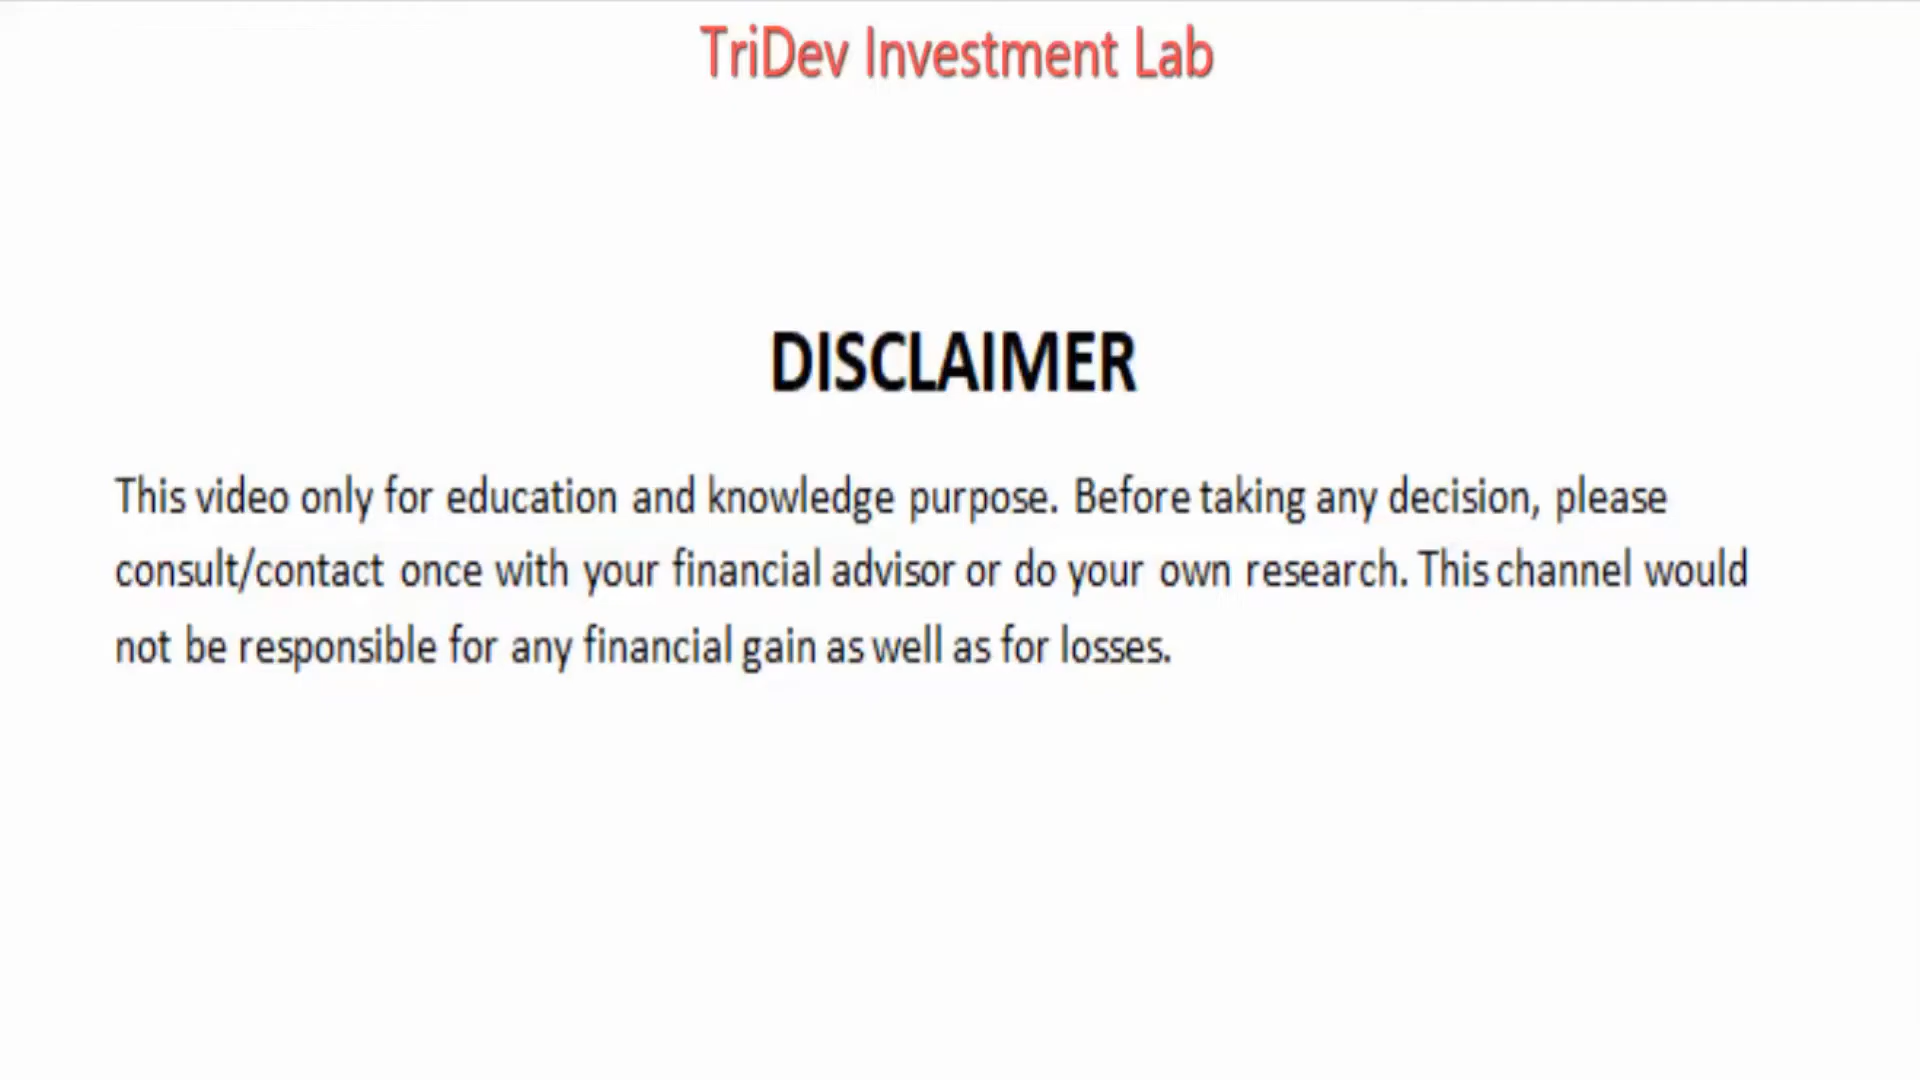 TriDev Investment Lab
DISCLAIMER
This video only for education and knowledge purpose. Before taking any decision, please
consult/contact once with your financial advisor or do your own research. This channel would
not be responsible for any financial gain as well as for losses.